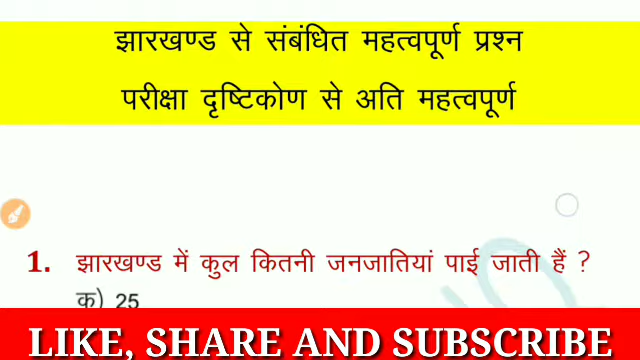 झारखण्ड से संबंधित महत्वपूर्ण प्रश्न
परीक्षा दृष्टिकोण से अति महत्वपूर्ण
1. झारखण्ड में कुल कितनी जनजातियां पाई जाती हैं ?
क) 25
LIKE, SHARE AND SUBSCRIBE